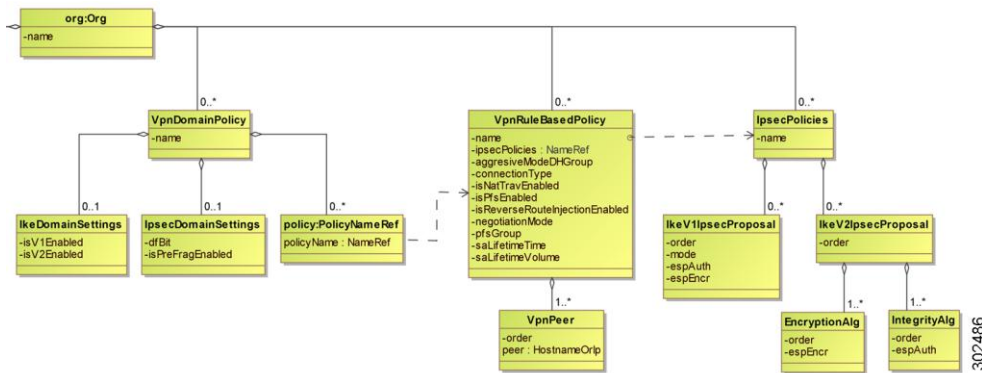 org:Org
-name
0..*
0..*
0..*
VpnDomainPolicy
-name
VpnRuleBasedPolicy
-name
-ipsecPolicies : NameRef
-aggresiveModeDHGroup
-connectionType
-isNatTravEnabled
-isPfsEnabled
-isReverseRouteInjectionEnabled
-negotiationMode
-pfsGroup
-saLifetimeTime
-saLifetimeVolume
IpsecPolicies
-name
0..1
0..1
0..*
0..*
0..*
IkeDomainSettings
-isV1Enabled
-isV2Enabled
IpsecDomainSettings
-dfBit
-isPreFragEnabled
policy:PolicyNameRef
policyName : NameRef
IkeV1IpsecProposal
-order
-mode
-espAuth
-espEncr
IkeV2IpsecProposal
-order
1..*
1..*
1..*
VpnPeer
-order
peer : HostnameOrIp
EncryptionAlg
-order
-espEncr
IntegrityAlg
-order
-espAuth
302486